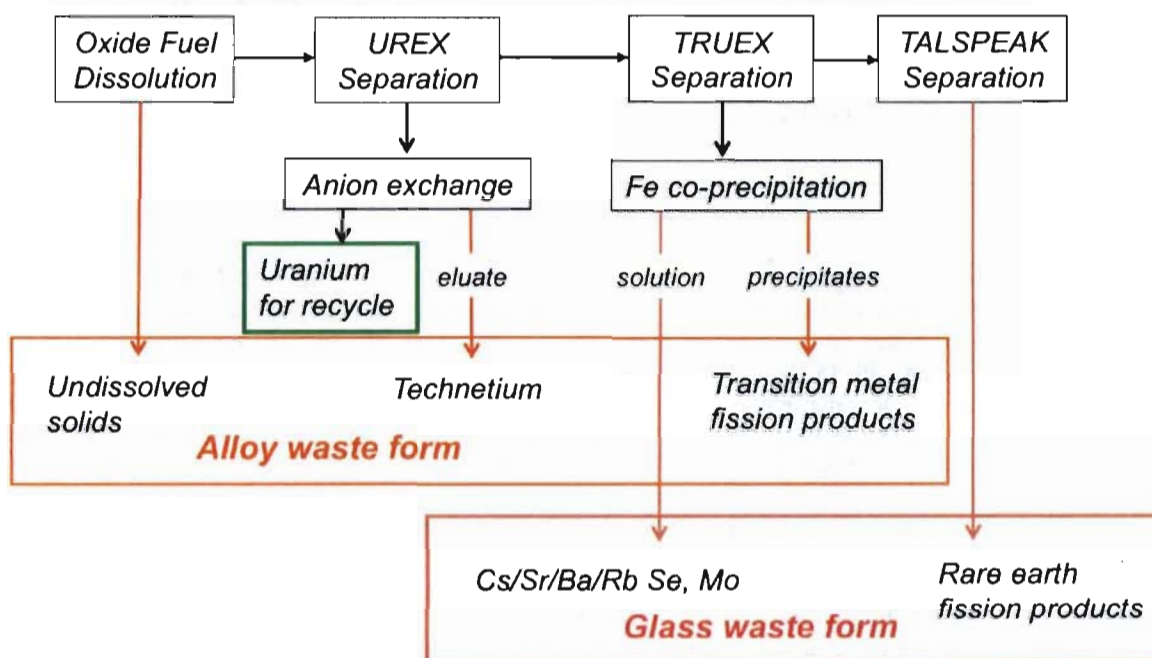 Oxide Fuel
Dissolution
UREX
Separation
TRUEX
Separation
TALSPEAK
Separation
Anion exchange
Fe co-precipitation
Uranium
for recycle
eluate
solution
precipitates
Undissolved
solids
Technetium
Transition metal
fission products
Alloy waste form
Cs/Sr/Ba/Rb Se, Mo
Rare earth
fission products
Glass waste form